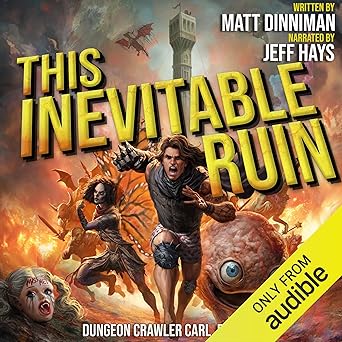 WRITTEN BY
MATT DINNIMAN
NARRATED BY
JEFF HAYS
THIS
INEVITABLE
RUIN
DUNGEON CRAWLER CARL,
ONLY FROM
audible